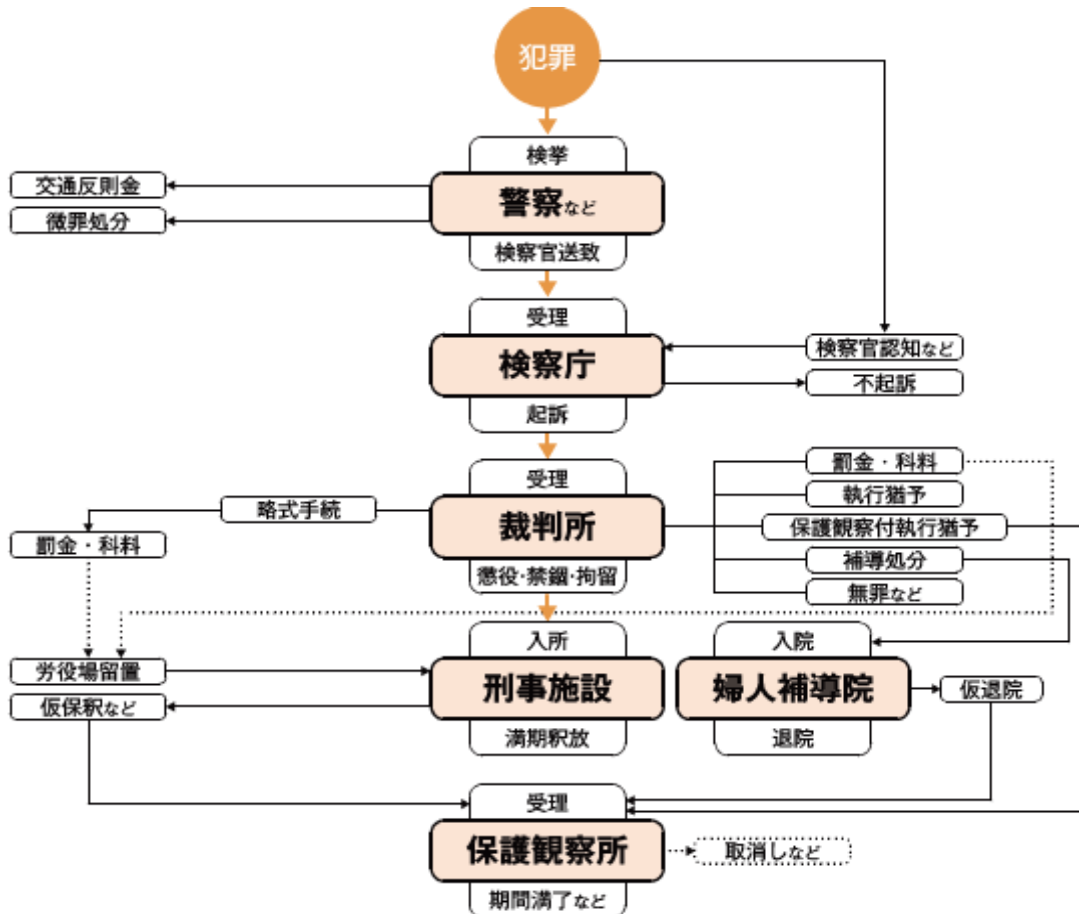 犯罪
検挙
警察など
検察官送致
交通反則金
微罪処分
受理
検察庁
起訴
検察官認知など
不起訴
受理
裁判所
懲役・禁錮・拘留
略式手続
罰金・科料
罰金・科料
執行猶予
保護観察付執行猶予
補導処分
無罪など
入所
刑事施設
満期釈放
労役場留置
仮保釈など
入院
婦人補導院
退院
仮退院
受理
保護観察所
期間満了など
取消しなど